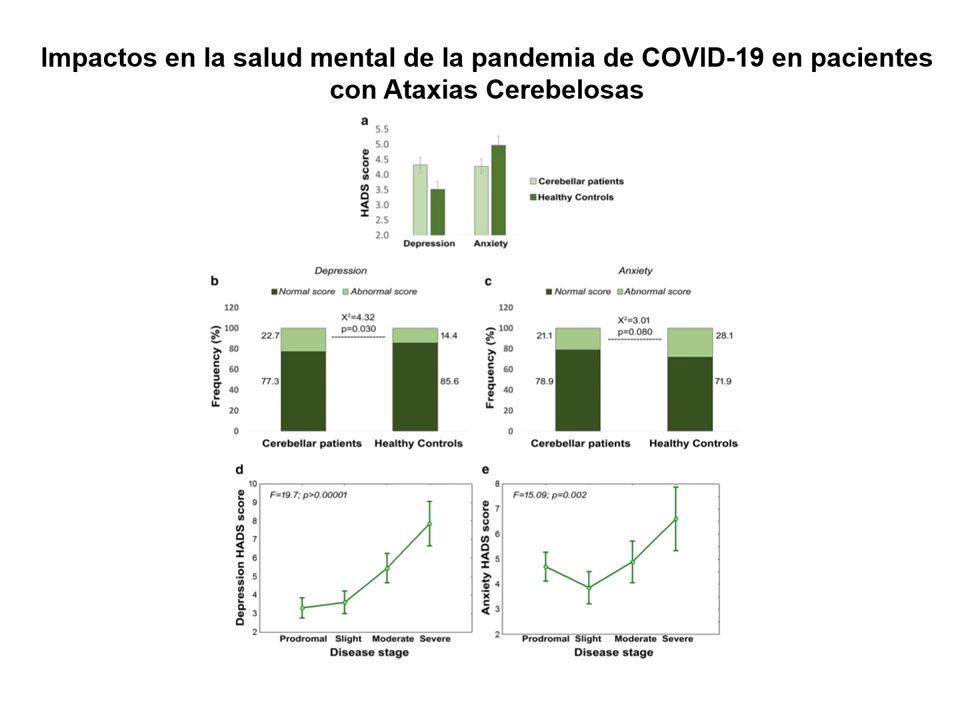 Impactos en la salud mental de la pandemia de COVID-19 en pacientes
con Ataxias Cerebelosas
a
HADS score
5.5
5.0
4.5
4.0
3.5
3.0
2.5
2.0
Depression
Anxiety
Cerebellar patients
Healthy Controls
b
Depression
Normal score
Abnormal score
Frequency (%)
120
100
80
60
40
20
0
22.7
77.3
X²=4.32
p=0.030
14.4
85.6
Cerebellar patients
Healthy Controls
c
Anxiety
Normal score
Abnormal score
Frequency (%)
120
100
80
60
40
20
0
21.1
78.9
X²=3.01
p=0.080
28.1
71.9
Cerebellar patients
Healthy Controls
d
F=19.7; p>0.00001
Depression HADS score
10
9
8
7
6
5
4
3
2
Prodromal
Slight
Moderate
Severe
Disease stage
e
F=15.09; p=0.002
Anxiety HADS score
8
7
6
5
4
3
2
Prodromal
Slight
Moderate
Severe
Disease stage